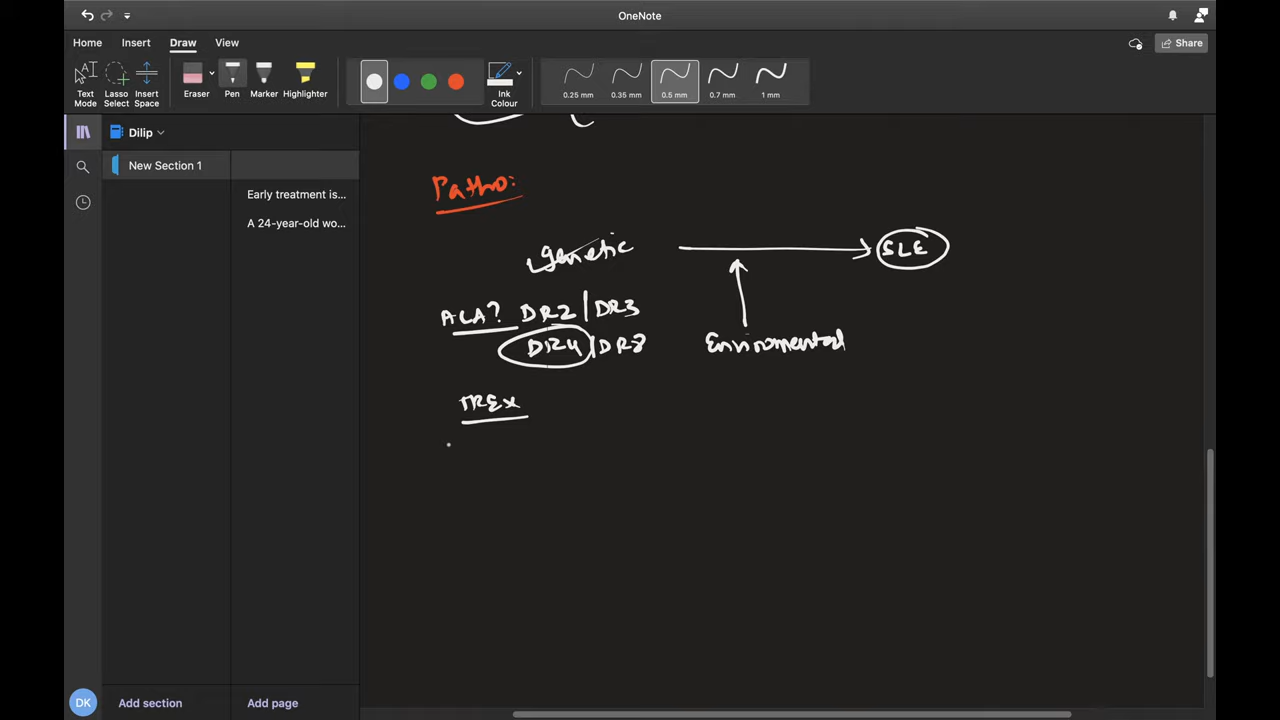 OneNote
Home Insert Draw View
Share
Text Mode
Lasso Select
Insert Space
Eraser
Pen
Marker
Highlighter
Ink Colour
0.25 mm
0.35 mm
0.5 mm
0.7 mm
1 mm
Dilip
New Section 1
Early treatment is...
A 24-year-old wo...
Patho:
genetic
SLE
ACA? DR2 | DR3
DR4 | DR8
Enviromental
TREX
DK
Add section
Add page